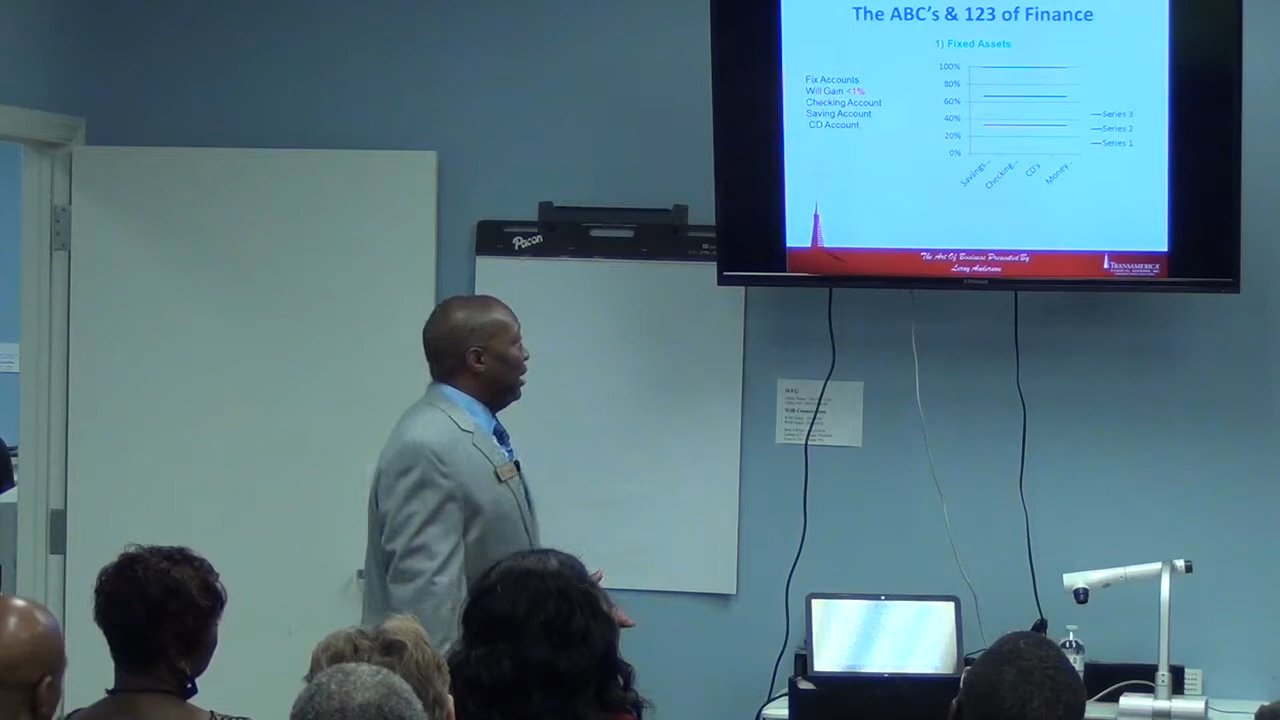 The ABC's & 123 of Finance
1) Fixed Assets
Fix Accounts
Will Gain <1%
Checking Account
Saving Account
CD Account
100%
80%
60%
40%
20%
0%
Series 3
Series 2
Series 1
Savings...
Checking...
CD's
Money...
The Art Of Business Presented By
Leroy Anderson
TRANSAMERICA
Pacon
WFG